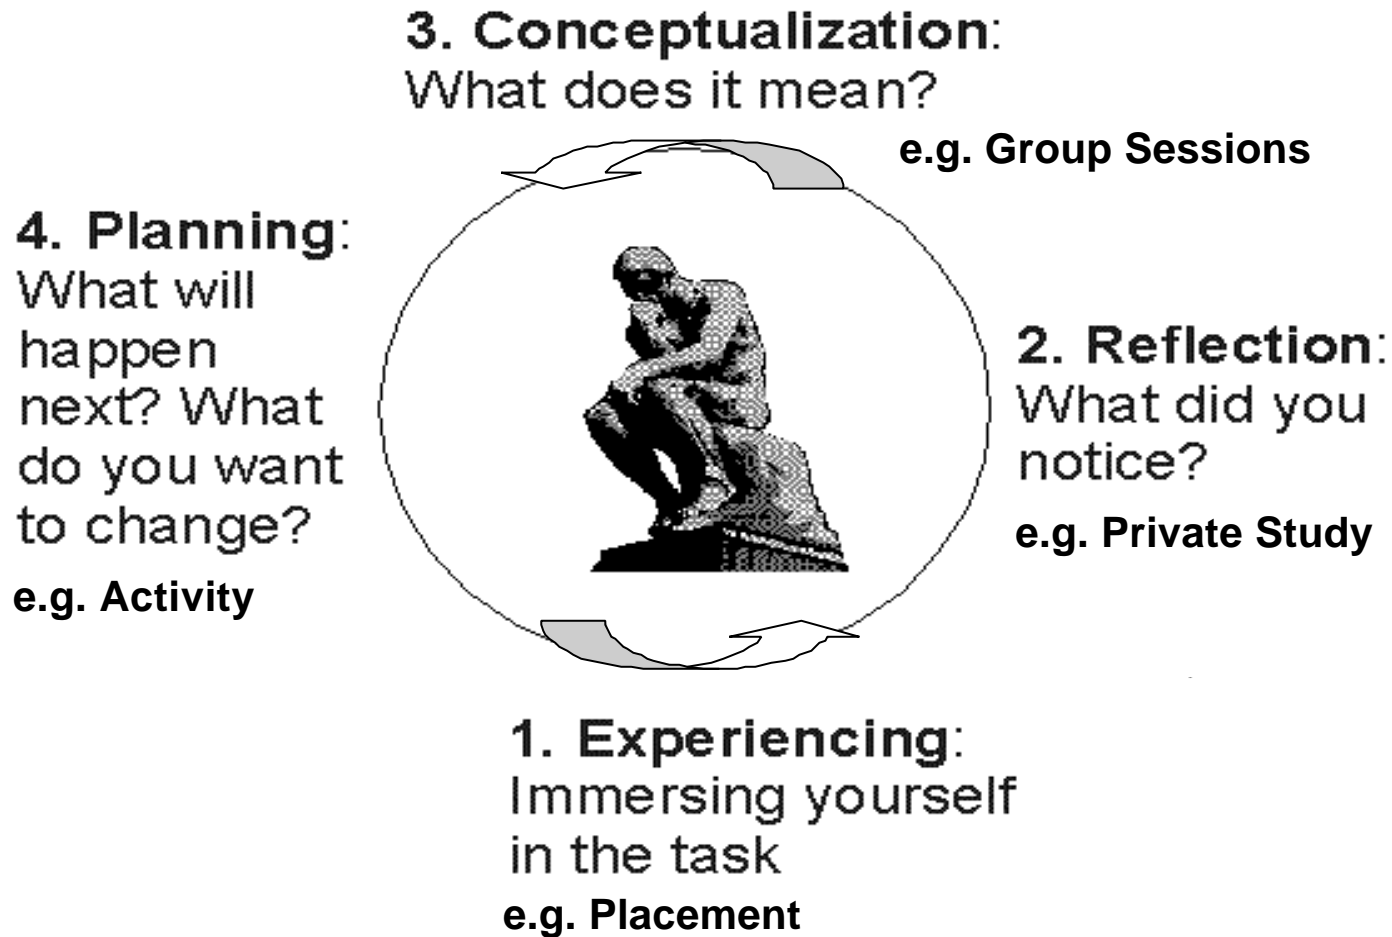 3. Conceptualization:
What does it mean?
e.g. Group Sessions
4. Planning:
What will
happen
next? What
do you want
to change?
e.g. Activity
2. Reflection:
What did you
notice?
e.g. Private Study
1. Experiencing:
Immersing yourself
in the task
e.g. Placement